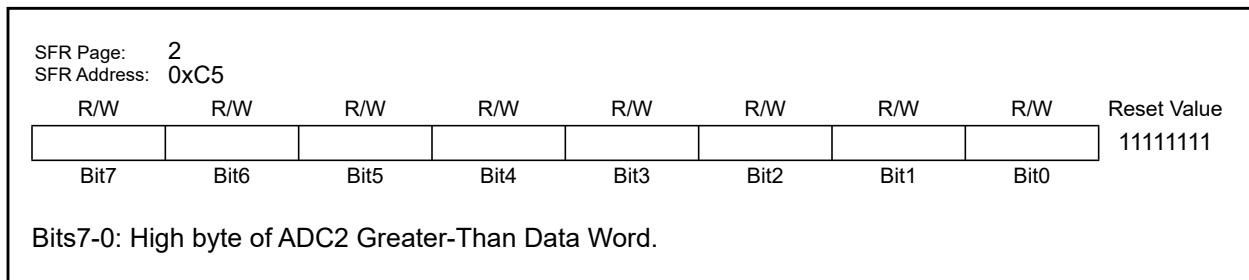 SFR Page: 2
SFR Address: 0xC5
R/W R/W R/W R/W R/W R/W R/W R/W Reset Value
11111111
Bit7 Bit6 Bit5 Bit4 Bit3 Bit2 Bit1 Bit0
Bits7-0: High byte of ADC2 Greater-Than Data Word.